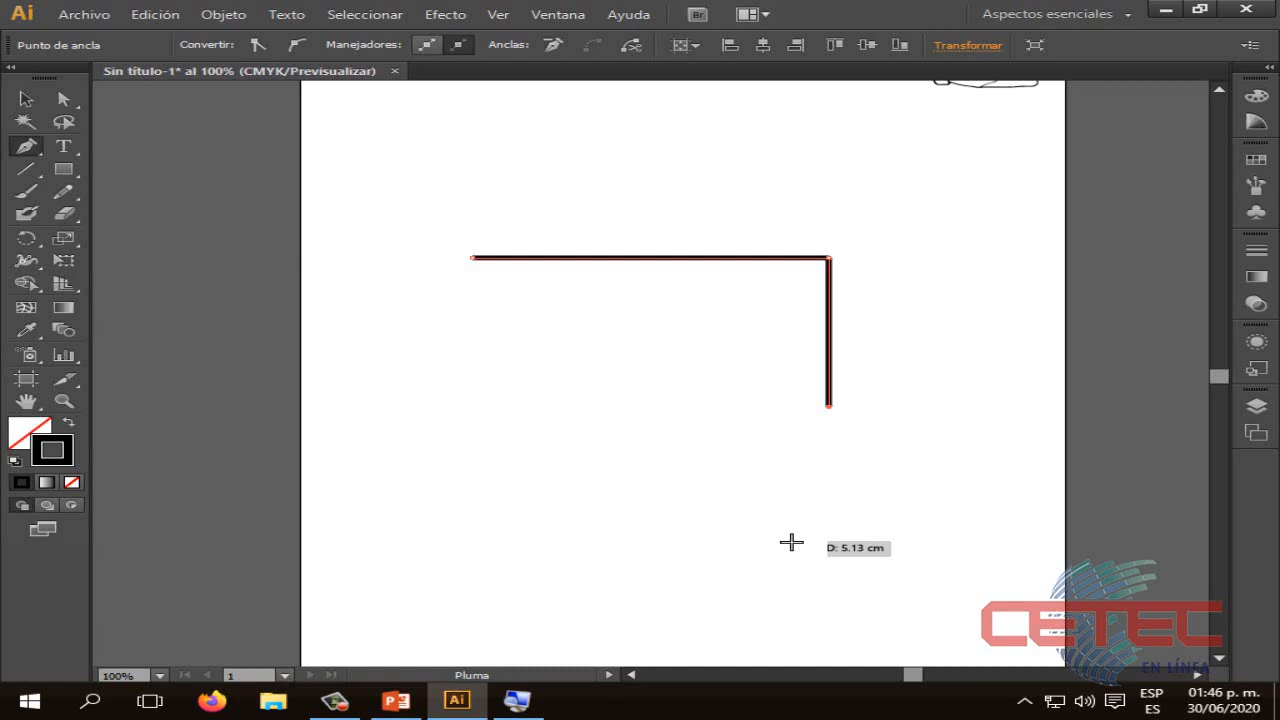 Ai Archivo Edición Objeto Texto Seleccionar Efecto Ver Ventana Ayuda Br Aspectos esenciales
Punto de ancla Convertir: Manejadores: Anclas: Transformar
Sin título-1* al 100% (CMYK/Previsualizar)
T
D: 5.13 cm
CETEC
EN LÍNEA
100% 1 Pluma
Ai
ESP 01:46 p. m.
ES 30/06/2020